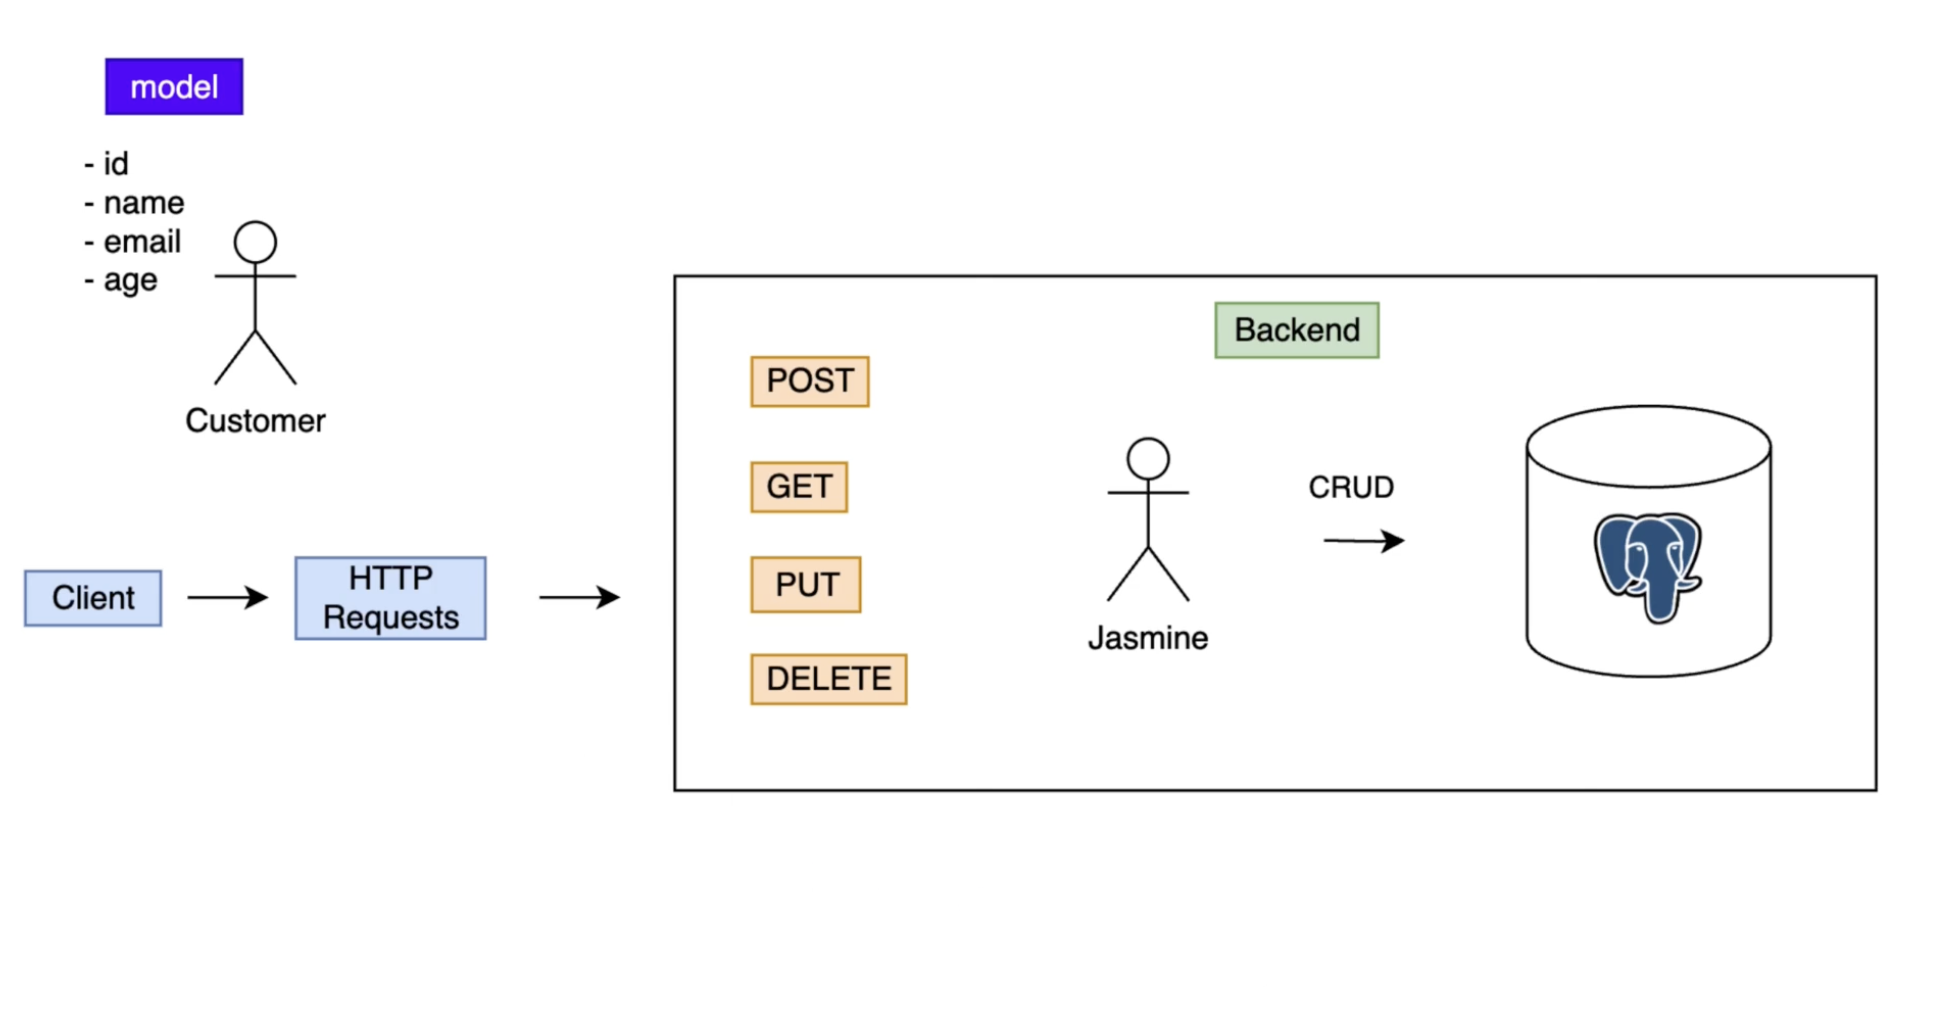 model
- id
- name
- email
- age
Customer
Client
HTTP
Requests
Backend
POST
GET
PUT
DELETE
Jasmine
CRUD